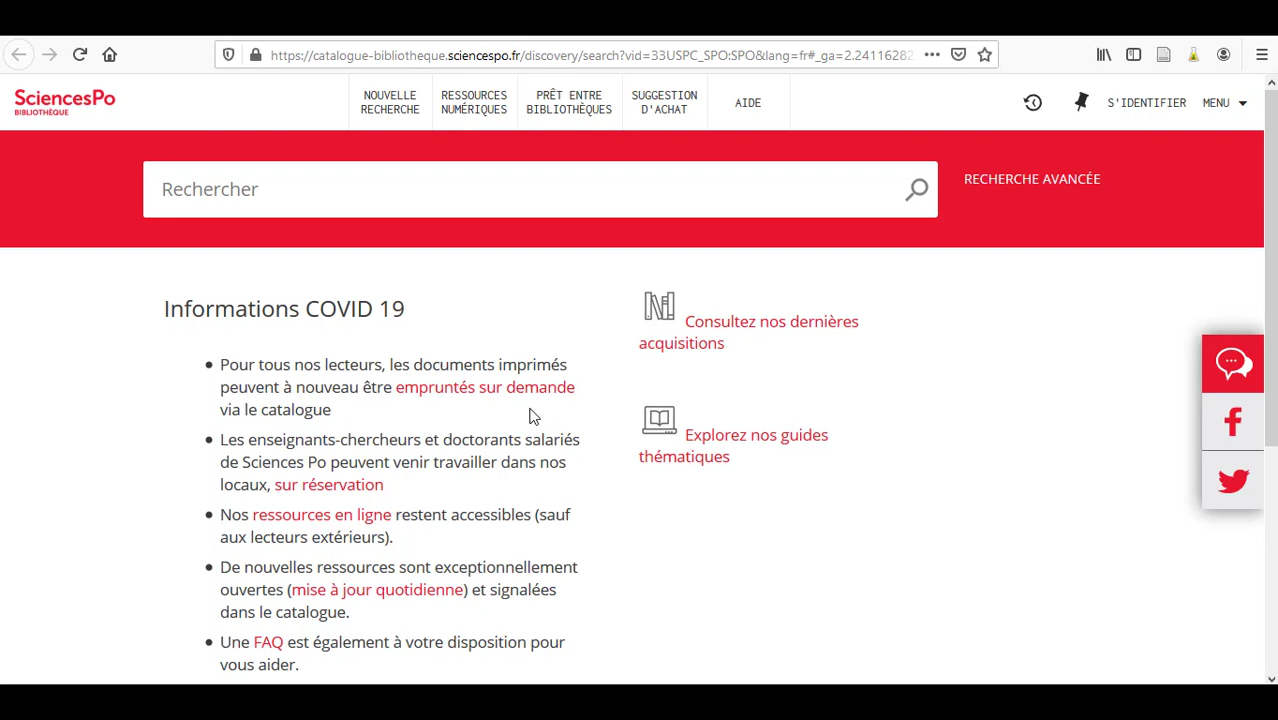 https://catalogue-bibliotheque.sciencespo.fr/discovery/search?vid=33USPC_SPO:SPO&lang=fr#_ga=2.24116282
SciencesPo
BIBLIOTHÈQUE
NOUVELLE
RECHERCHE
RESSOURCES
NUMÉRIQUES
PRÊT ENTRE
BIBLIOTHÈQUES
SUGGESTION
D'ACHAT
AIDE
S'IDENTIFIER
MENU
Rechercher
RECHERCHE AVANCÉE
Informations COVID 19
Pour tous nos lecteurs, les documents imprimés
peuvent à nouveau être empruntés sur demande
via le catalogue
Les enseignants-chercheurs et doctorants salariés
de Sciences Po peuvent venir travailler dans nos
locaux, sur réservation
Nos ressources en ligne restent accessibles (sauf
aux lecteurs extérieurs).
De nouvelles ressources sont exceptionnellement
ouvertes (mise à jour quotidienne) et signalées
dans le catalogue.
Une FAQ est également à votre disposition pour
vous aider.
Consultez nos dernières
acquisitions
Explorez nos guides
thématiques